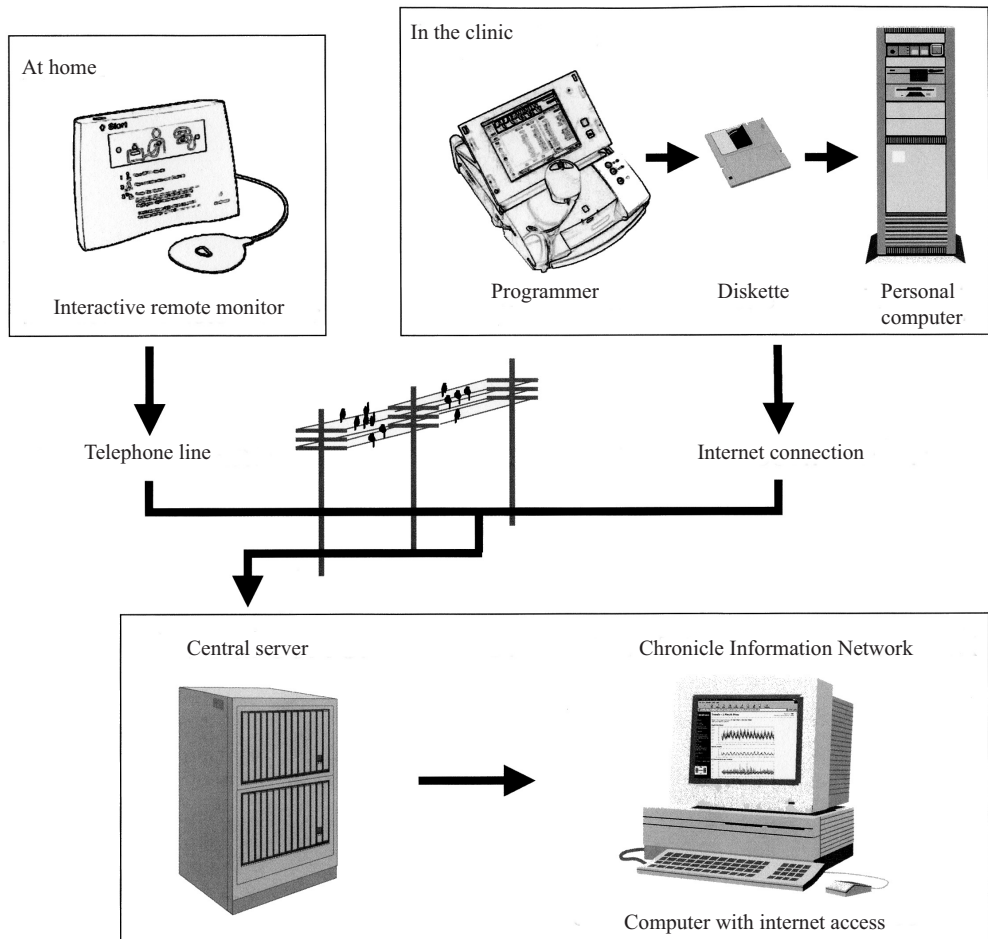 At home
Start
Interactive remote monitor
In the clinic
Programmer
Diskette
Personal
computer
Telephone line
Internet connection
Central server
Chronicle Information Network
Computer with internet access